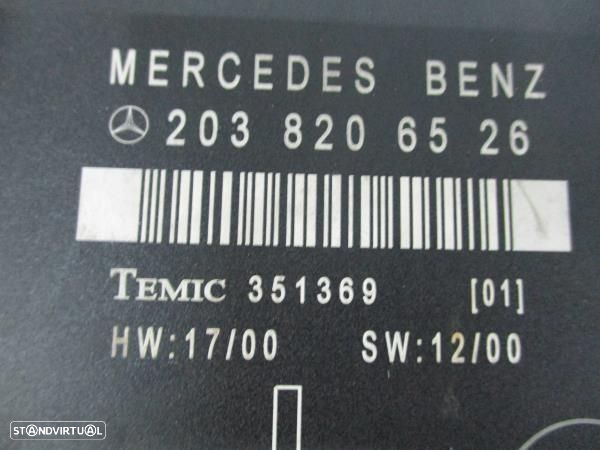 MERCEDES BENZ
203 820 65 26
TEMIC 351369 [01]
HW:17/00 SW:12/00
STANDVIRTUAL